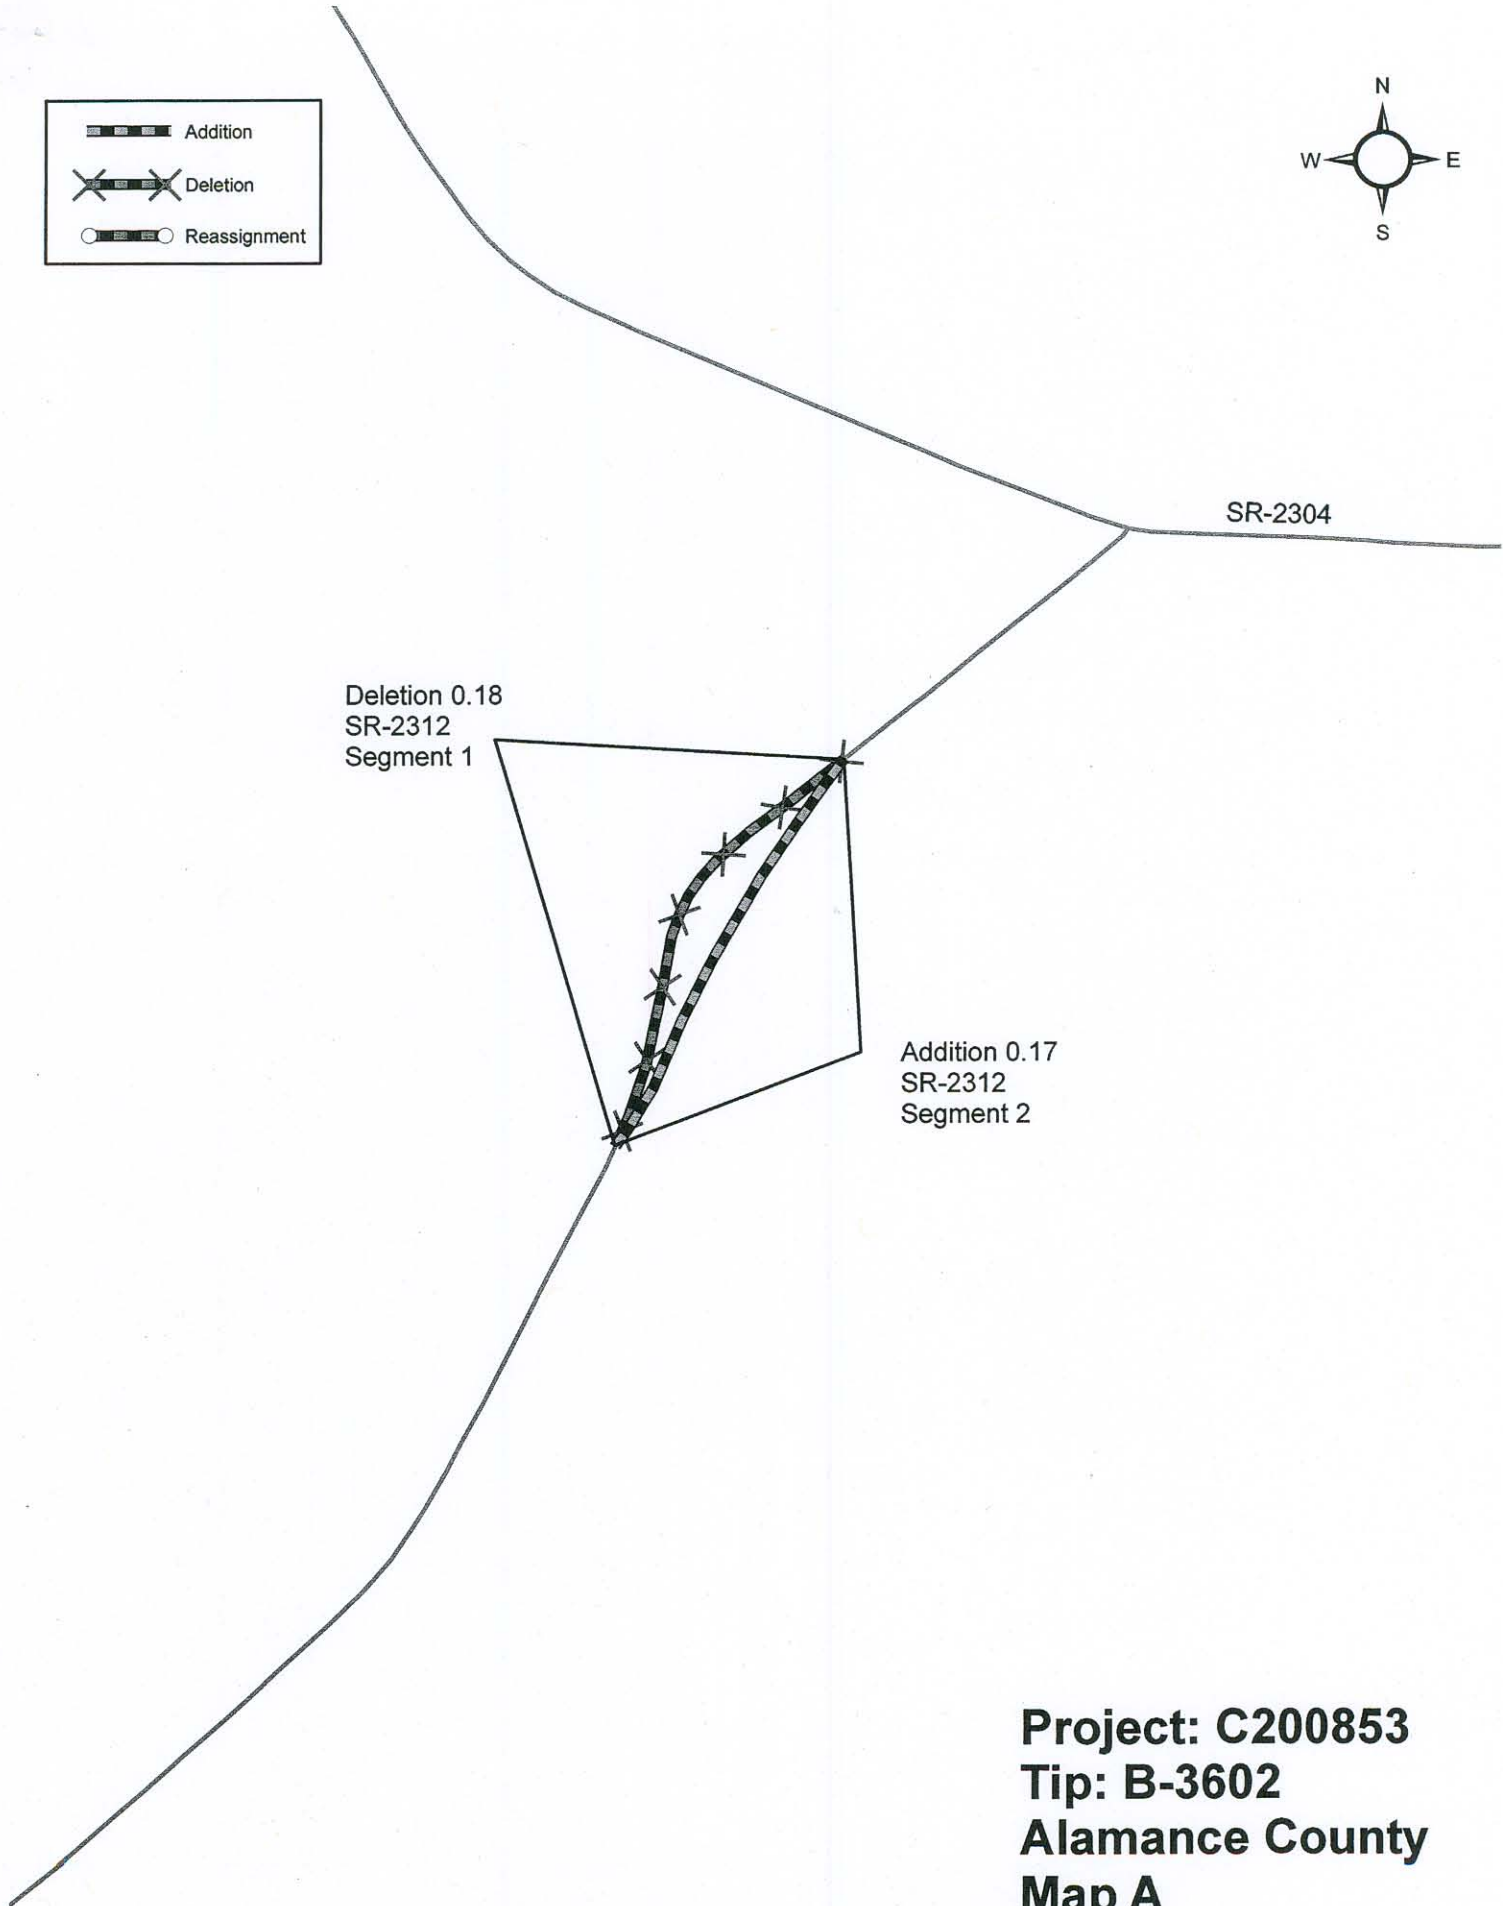 N
Addition
W
E
Deletion
S
Reassignment
SR-2304
Deletion 0.18
SR-2312
Segment 1
Addition 0.17
SR-2312
Segment 2
Project: C200853
Tip: B-3602
Alamance County
Map A